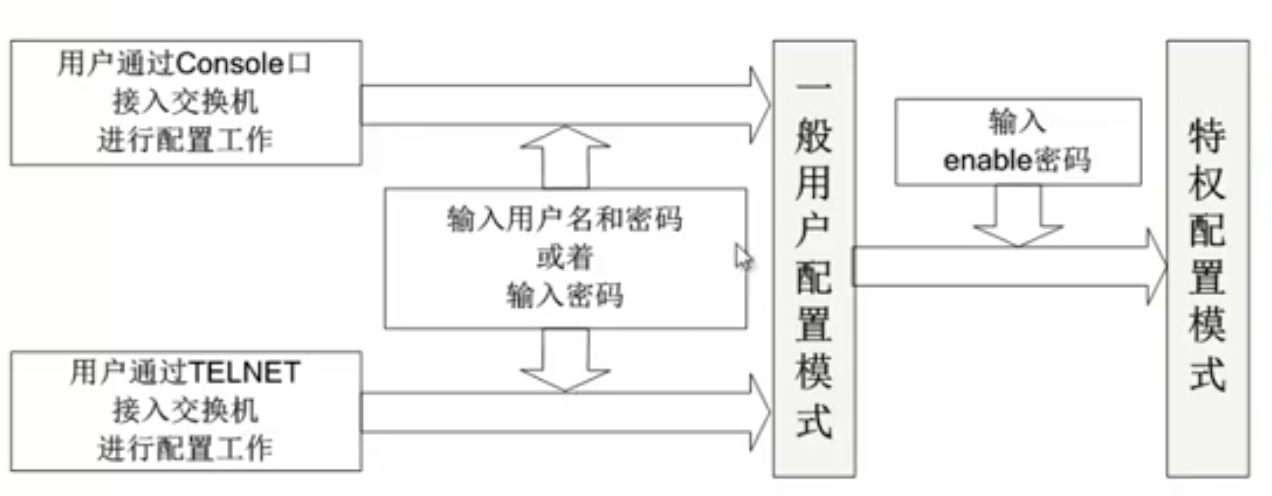 用户通过Console口
接入交换机
进行配置工作
输入用户名和密码
或着
输入密码
用户通过TELNET
接入交换机
进行配置工作
一般用户配置模式
输入
enable密码
特权配置模式